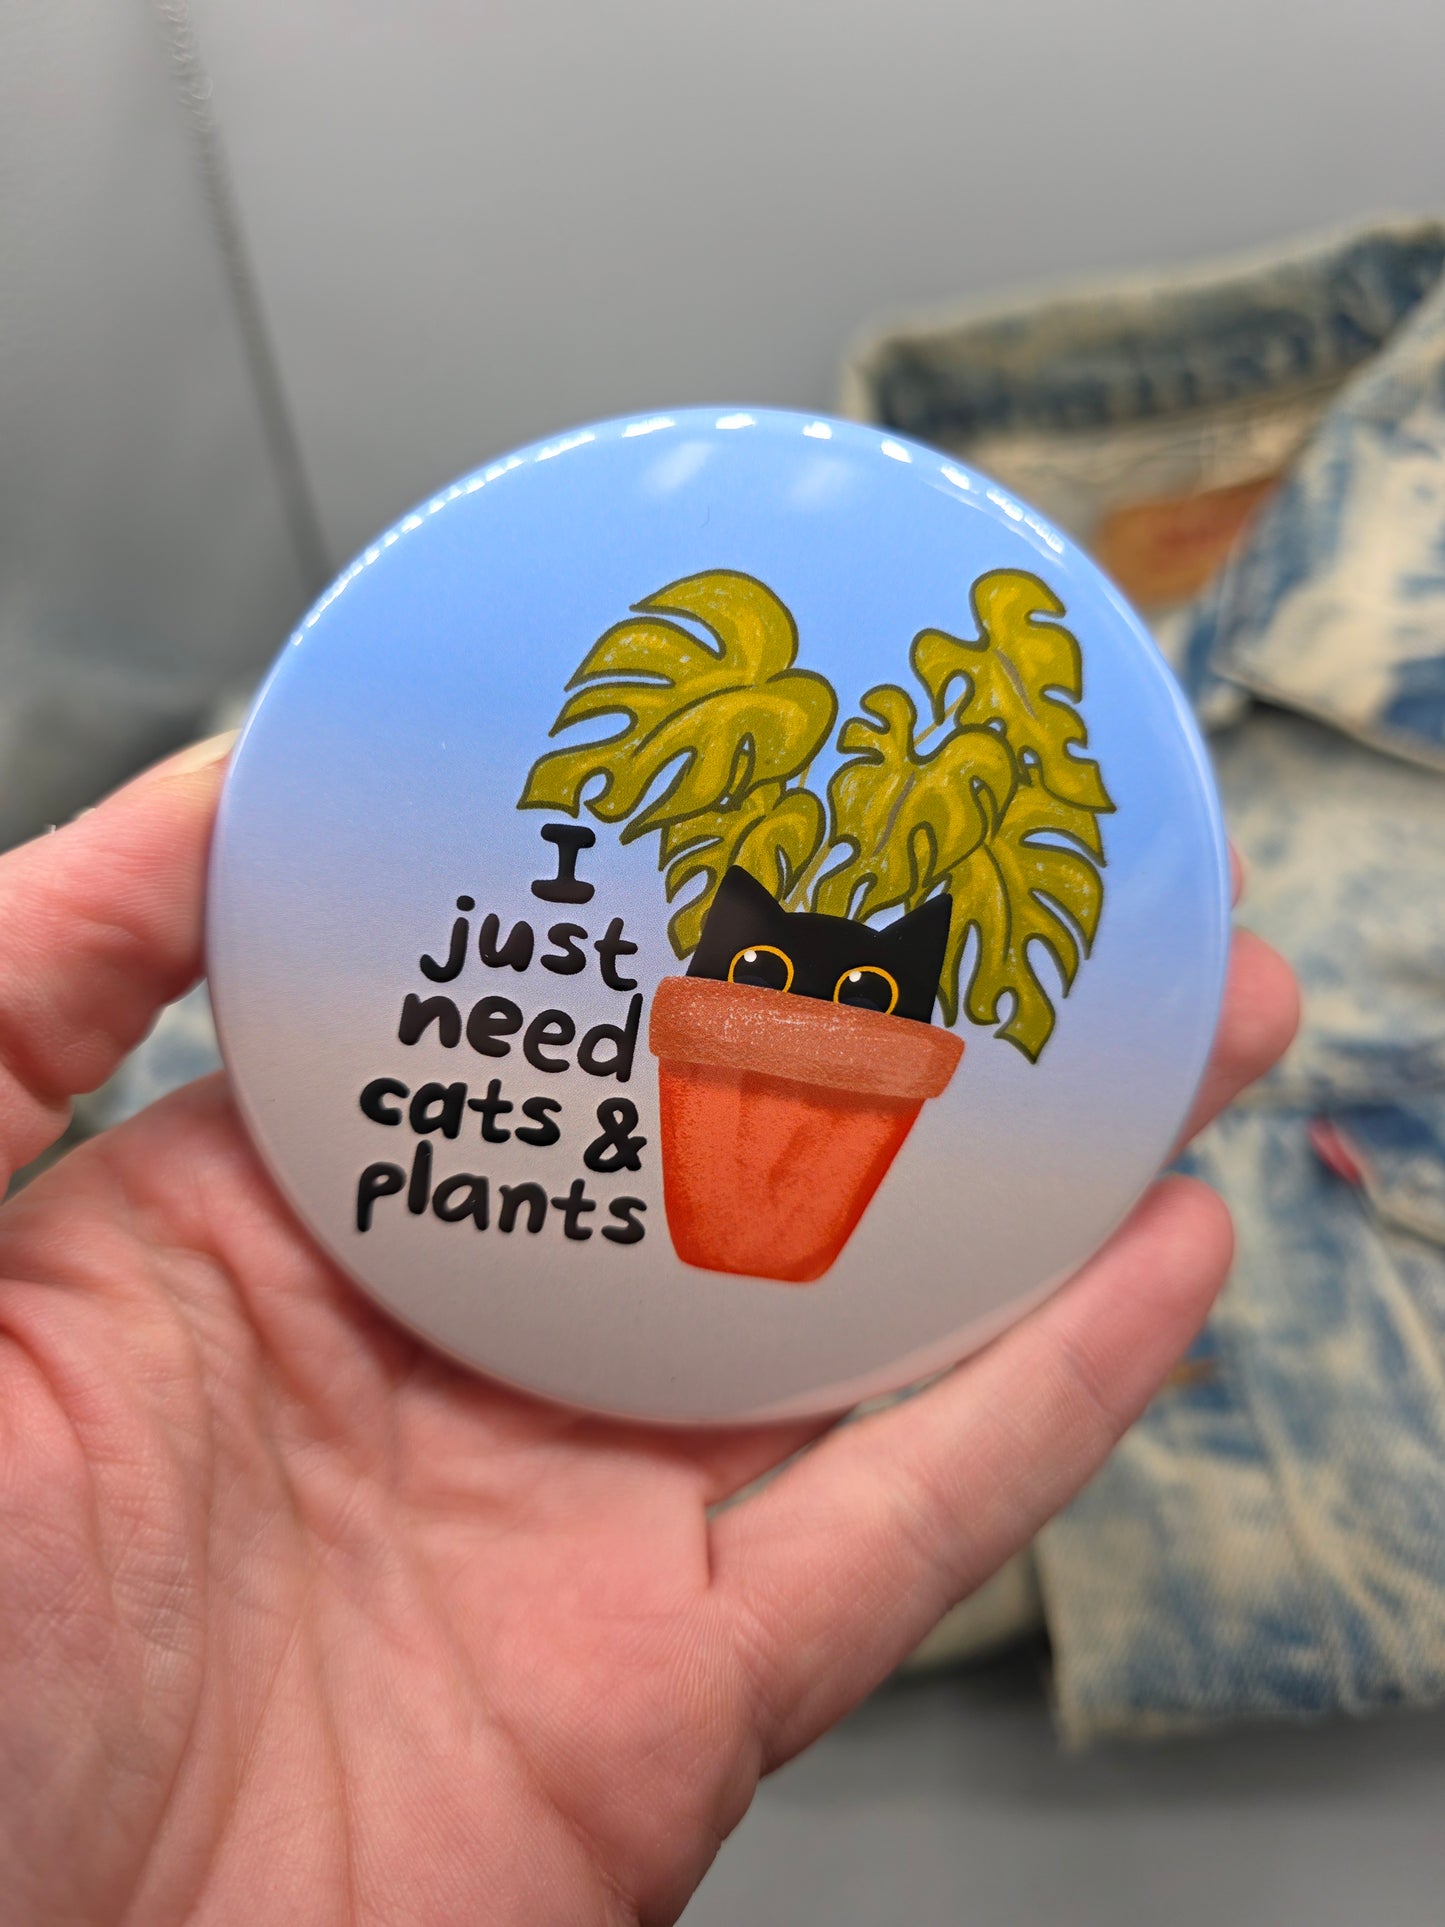 I
just
need
cats &
plants